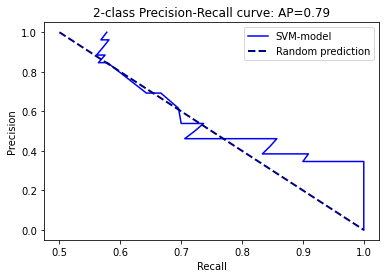 2-class Precision-Recall curve: AP=0.79
SVM-model
Random prediction
Precision
1.0
0.8
0.6
0.4
0.2
0.0
0.5 0.6 0.7 0.8 0.9 1.0
Recall